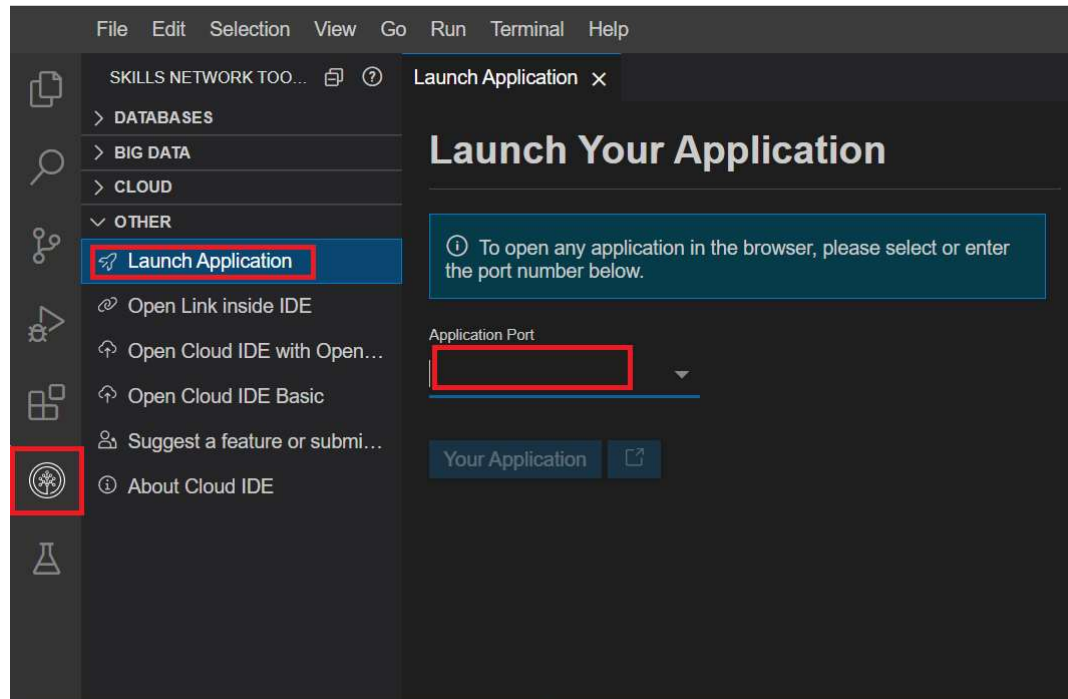 File Edit Selection View Go Run Terminal Help
SKILLS NETWORK TOO...
Launch Application
DATABASES
BIG DATA
CLOUD
OTHER
Launch Application
Open Link inside IDE
Open Cloud IDE with Open...
Open Cloud IDE Basic
Suggest a feature or submi...
About Cloud IDE
Launch Your Application
To open any application in the browser, please select or enter
the port number below.
Application Port
Your Application